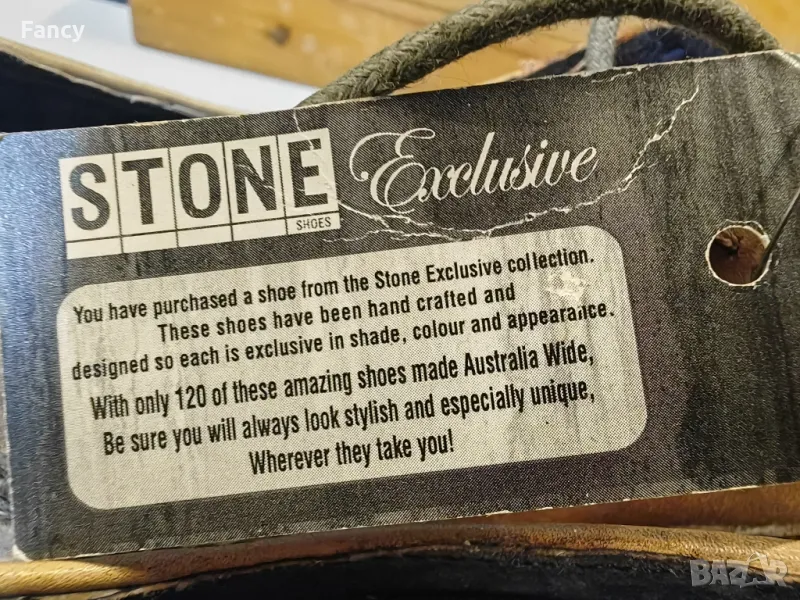 Fancy
STONE Exclusive
SHOES
You have purchased a shoe from the Stone Exclusive collection.
These shoes have been hand crafted and
designed so each is exclusive in shade, colour and appearance.
With only 120 of these amazing shoes made Australia Wide,
Be sure you will always look stylish and especially unique,
Wherever they take you!
BAZAR